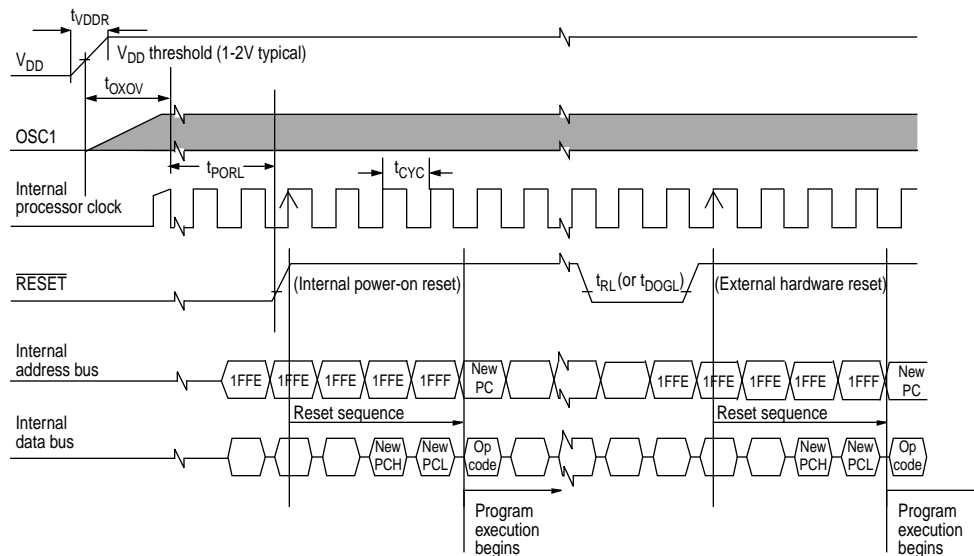 tVDDR
VDD
VDD threshold (1-2V typical)
tOXOV
OSC1
tPORL
tCYC
Internal
processor clock
RESET
(Internal power-on reset)
tRL (or tDOGL)
(External hardware reset)
Internal
address bus
1FFE 1FFE 1FFE 1FFE 1FFF New PC 1FFE 1FFE 1FFE 1FFE 1FFF New PC
Reset sequence Reset sequence
Internal
data bus
New PCH New PCL Op code New PCH New PCL Op code
Program
execution
begins
Program
execution
begins